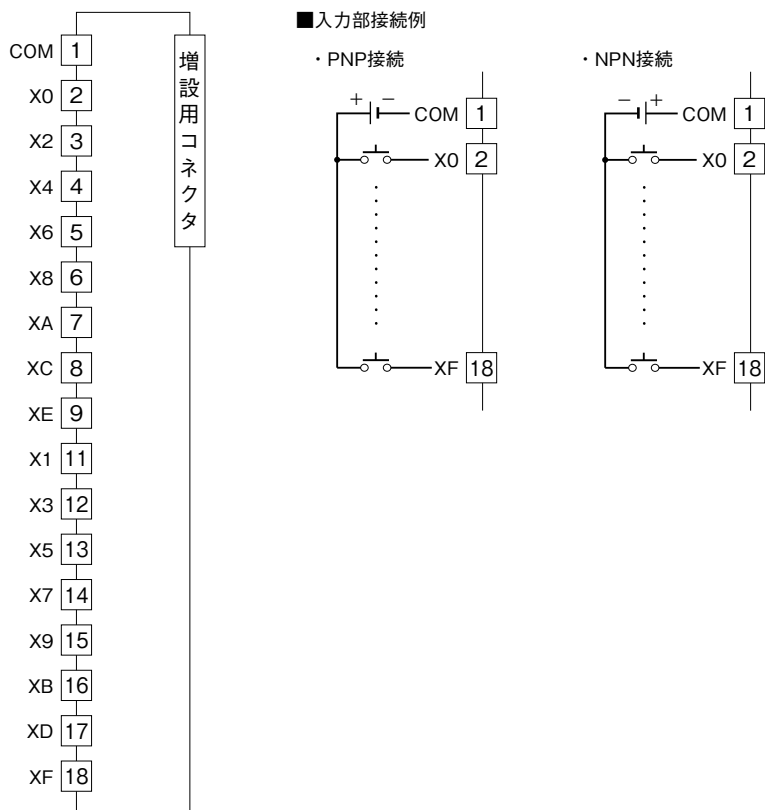 COM 1
X0 2
X2 3
X4 4
X6 5
X8 6
XA 7
XC 8
XE 9
X1 11
X3 12
X5 13
X7 14
X9 15
XB 16
XD 17
XF 18
増設用コネクタ
■入力部接続例
・PNP接続
+ −
COM 1
X0 2
XF 18
・NPN接続
− +
COM 1
X0 2
XF 18